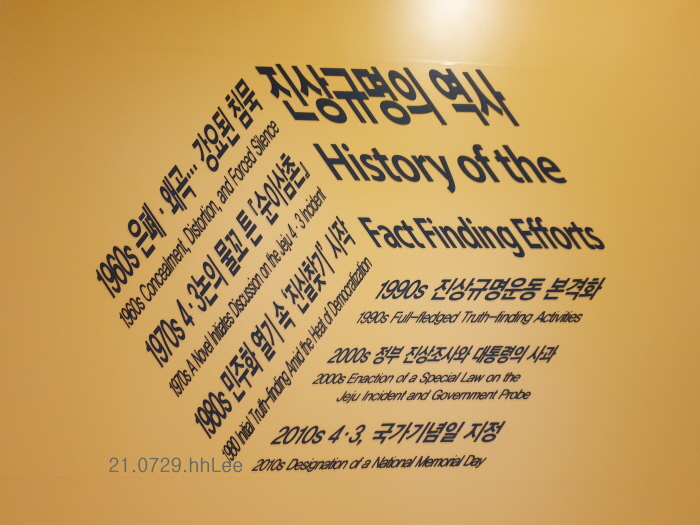 진상규명의 역사
History of the
Fact Finding Efforts
1960s 은폐·왜곡... 강요된 침묵
1960s Concealment, Distortion, and Forced Silence
1970s 4·3논의 물꼬 튼 『순이삼촌』
1970s A Novel Initiates Discussion on the Jeju 4·3 Incident
1980s 민주화 열기 속 '진실찾기' 시작
1980 Initial Truth-finding Amid the Heat of Democratization
1990s 진상규명운동 본격화
1990s Full-fledged Truth-finding Activities
2000s 정부 진상조사와 대통령의 사과
2000s Enaction of a Special Law on the
Jeju Incident and Government Probe
2010s 4·3, 국가기념일 지정
2010s Designation of a National Memorial Day
21.0729.hhLee